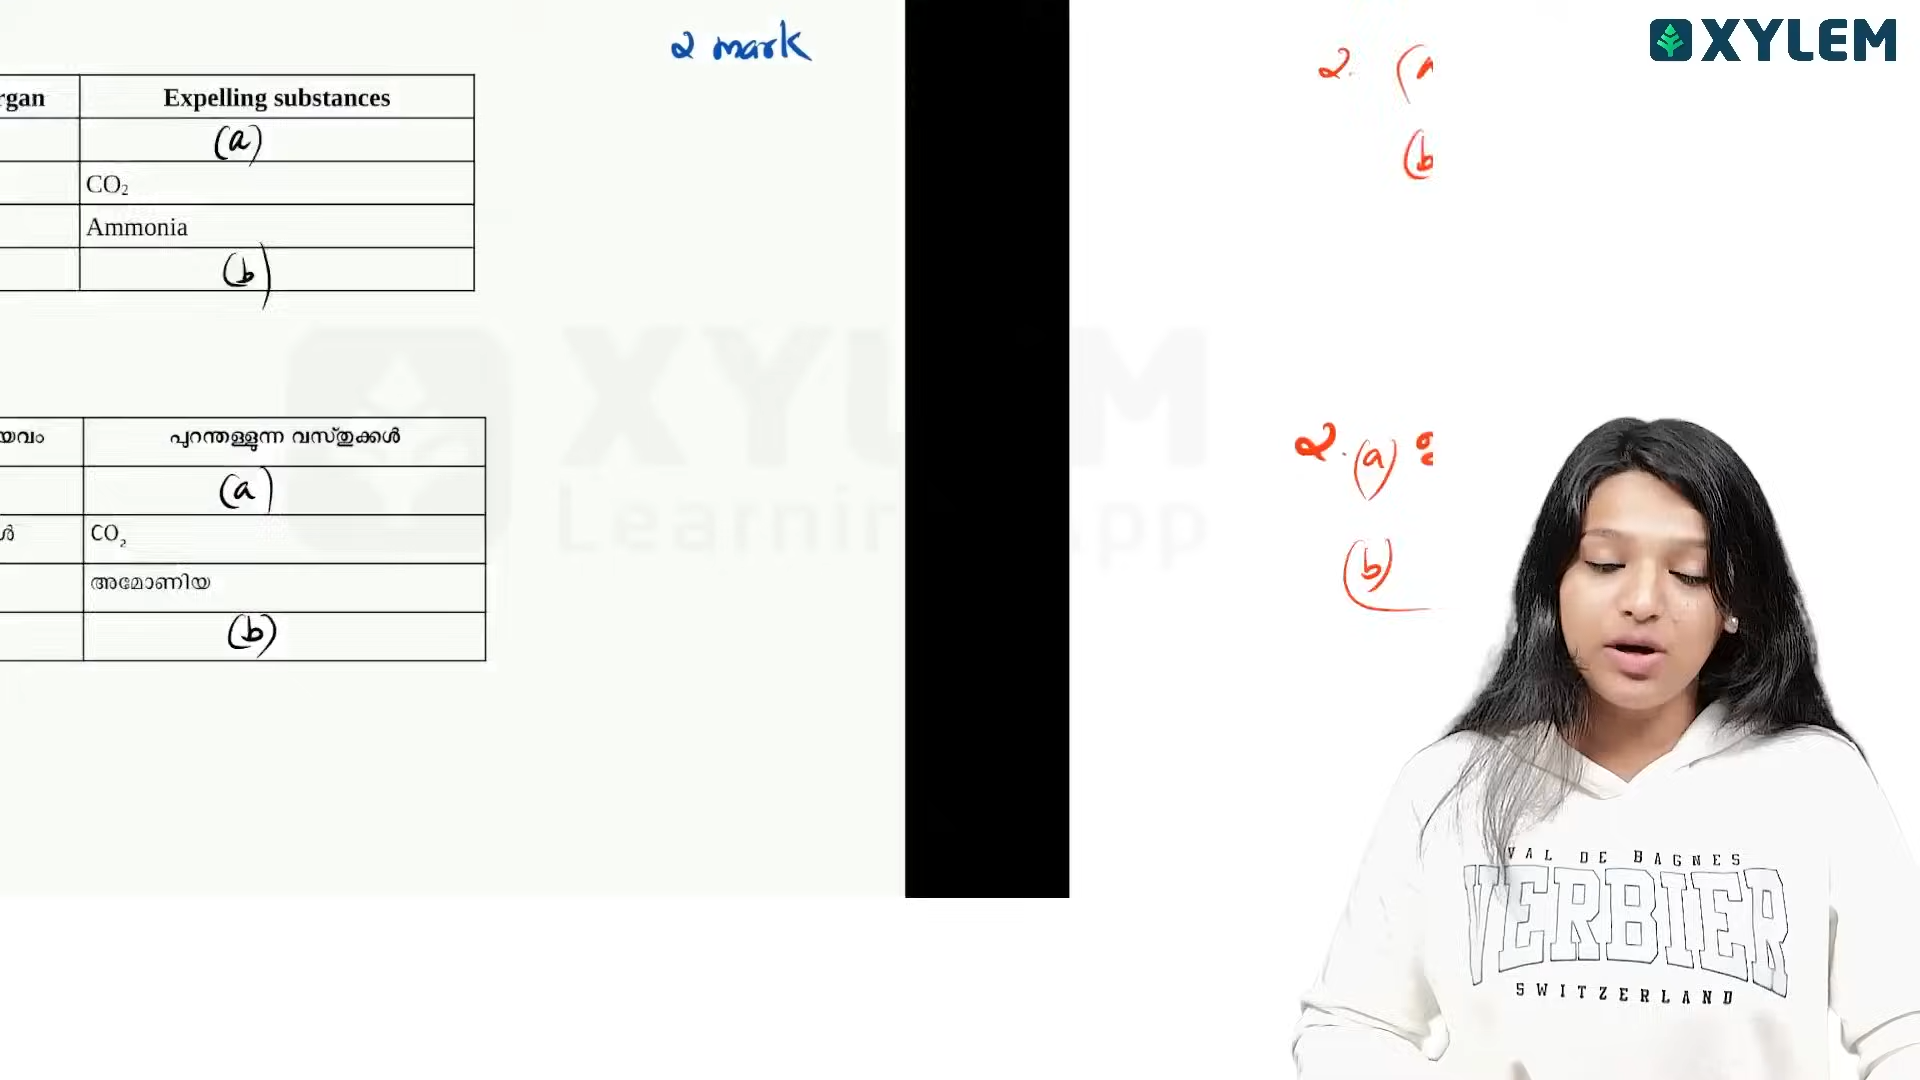 2 mark
XYLEM
rgan Expelling substances
(a)
CO₂
Ammonia
(b)
യവം പുറന്തള്ളുന്ന വസ്തുക്കൾ
(a)
ൾ CO₂
അമോണിയ
(b)
2. (a
(b
2. (a)
(b)
XYLEM
Learning App
VAL DE BAGNES
VERBIER
SWITZERLAND